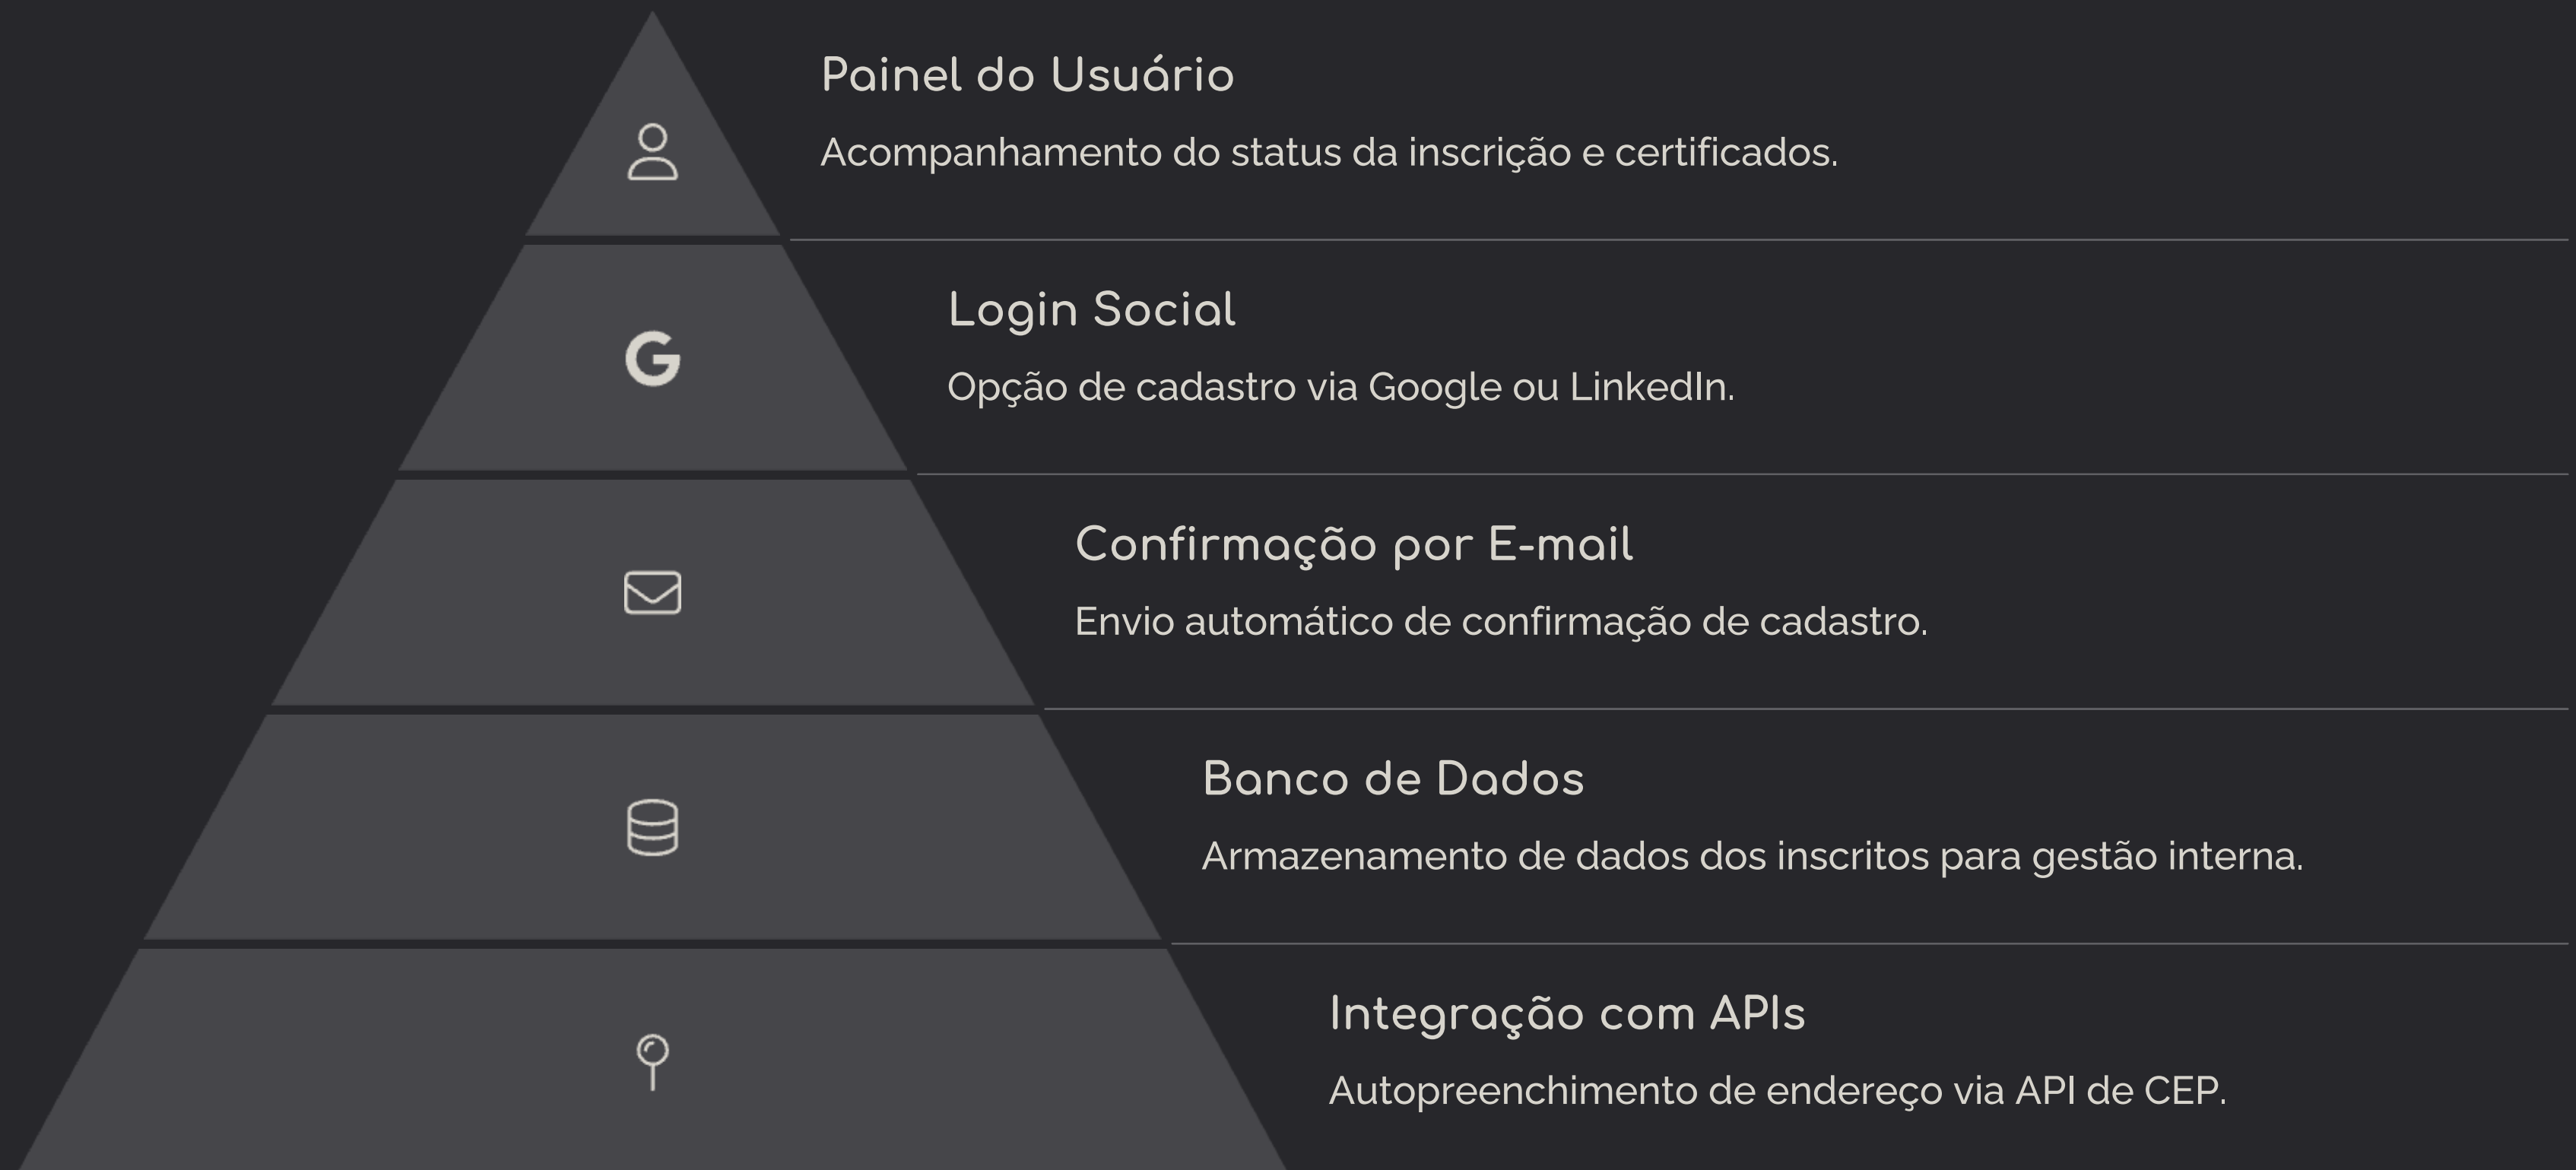 Painel do Usuário
Acompanhamento do status da inscrição e certificados.
Login Social
Opção de cadastro via Google ou LinkedIn.
Confirmação por E-mail
Envio automático de confirmação de cadastro.
Banco de Dados
Armazenamento de dados dos inscritos para gestão interna.
Integração com APIs
Autopreenchimento de endereço via API de CEP.